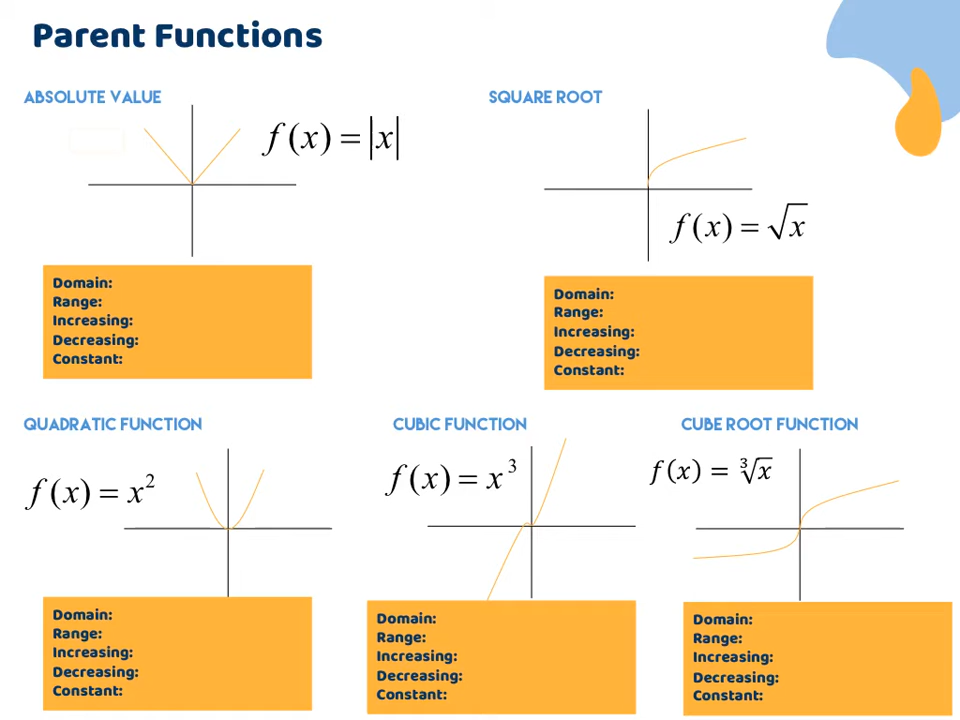 Parent Functions
ABSOLUTE VALUE
f(x) = |x|
Domain:
Range:
Increasing:
Decreasing:
Constant:
SQUARE ROOT
f(x) = √x
Domain:
Range:
Increasing:
Decreasing:
Constant:
QUADRATIC FUNCTION
f(x) = x²
Domain:
Range:
Increasing:
Decreasing:
Constant:
CUBIC FUNCTION
f(x) = x³
Domain:
Range:
Increasing:
Decreasing:
Constant:
CUBE ROOT FUNCTION
f(x) = ∛x
Domain:
Range:
Increasing:
Decreasing:
Constant: